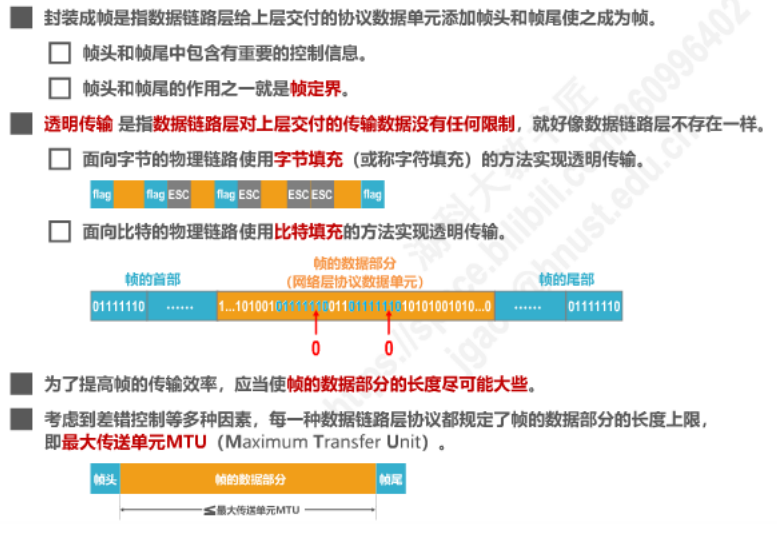 封装成帧是指数据链路层给上层交付的协议数据单元添加帧头和帧尾使之成为帧。
帧头和帧尾中包含有重要的控制信息。
帧头和帧尾的作用之一就是帧定界。
透明传输 是指数据链路层对上层交付的传输数据没有任何限制，就好像数据链路层不存在一样。
面向字节的物理链路使用字节填充（或称字符填充）的方法实现透明传输。
flag flag ESC flag ESC ESC ESC flag
面向比特的物理链路使用比特填充的方法实现透明传输。
帧的数据部分
帧的首部 （网络层协议数据单元） 帧的尾部
01111110 ...... 1...101001011111100110111111010101001010...0 ...... 01111110
0 0
为了提高帧的传输效率，应当使帧的数据部分的长度尽可能大些。
考虑到差错控制等多种因素，每一种数据链路层协议都规定了帧的数据部分的长度上限，
即最大传送单元MTU（Maximum Transfer Unit）。
帧头 帧的数据部分 帧尾
≤最大传送单元MTU